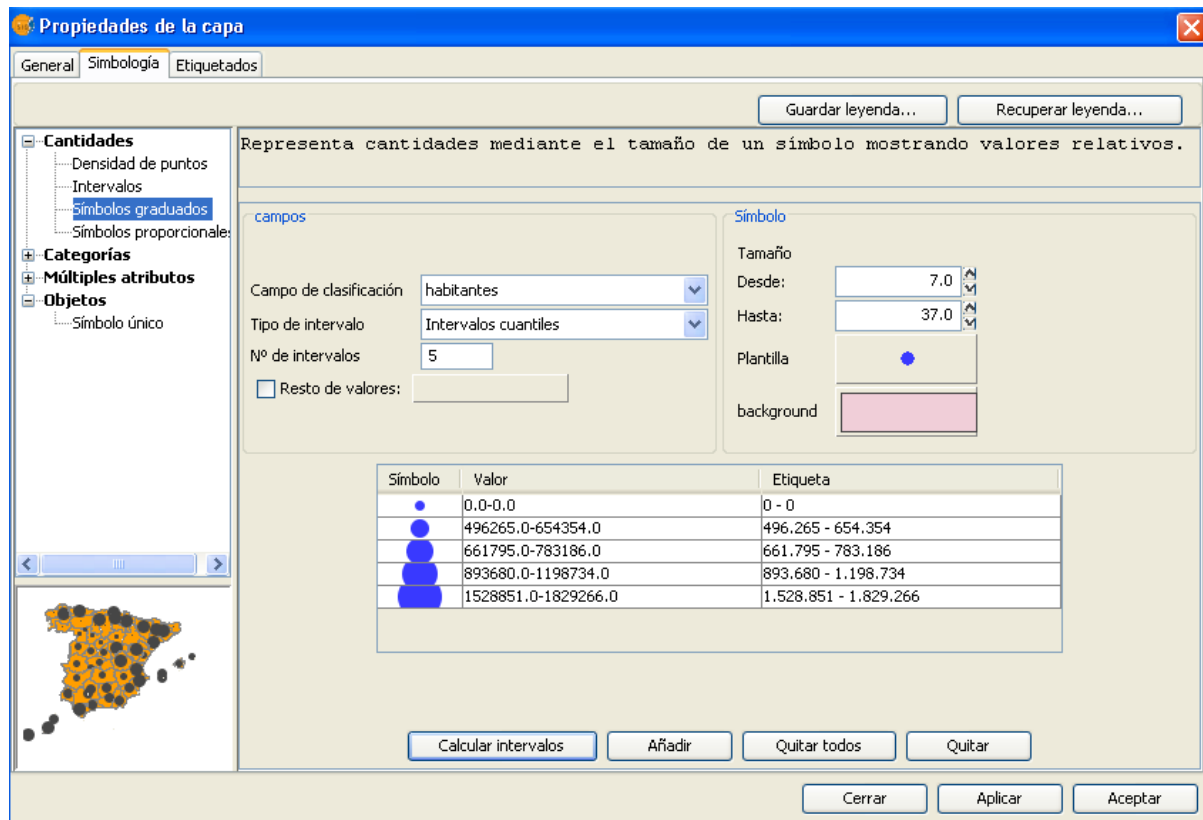 Propiedades de la capa
General Simbología Etiquetados
Guardar leyenda... Recuperar leyenda...
Cantidades
Densidad de puntos
Intervalos
Símbolos graduados
Símbolos proporcionale
Categorías
Múltiples atributos
Objetos
Símbolo único
Representa cantidades mediante el tamaño de un símbolo mostrando valores relativos.
campos
Campo de clasificación habitantes
Tipo de intervalo Intervalos cuantiles
Nº de intervalos 5
Resto de valores:
Símbolo
Tamaño
Desde: 7.0
Hasta: 37.0
Plantilla
background
Símbolo Valor Etiqueta
0.0-0.0 0 - 0
496265.0-654354.0 496.265 - 654.354
661795.0-783186.0 661.795 - 783.186
893680.0-1198734.0 893.680 - 1.198.734
1528851.0-1829266.0 1.528.851 - 1.829.266
Calcular intervalos Añadir Quitar todos Quitar
Cerrar Aplicar Aceptar